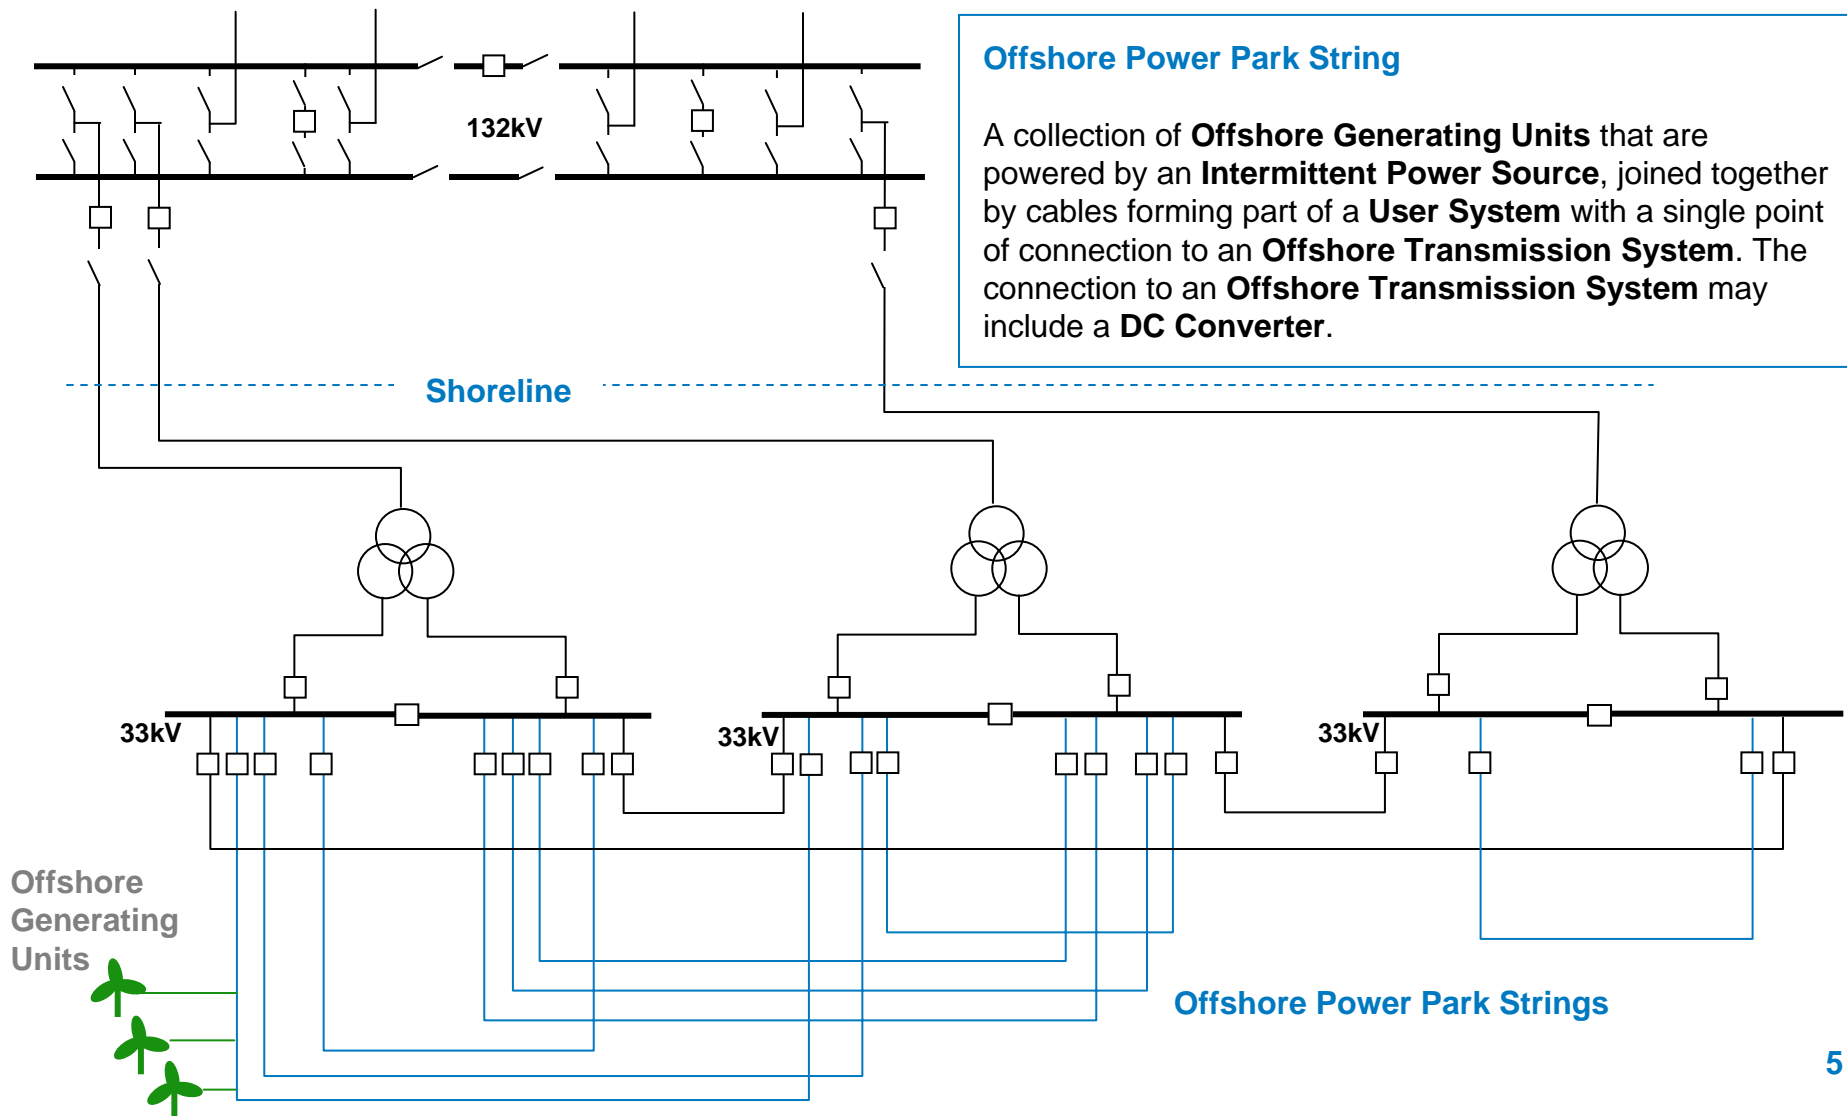 132kV
Offshore Power Park String
A collection of Offshore Generating Units that are
powered by an Intermittent Power Source, joined together
by cables forming part of a User System with a single point
of connection to an Offshore Transmission System. The
connection to an Offshore Transmission System may
include a DC Converter.
Shoreline
33kV
33kV
33kV
Offshore
Generating
Units
Offshore Power Park Strings
5